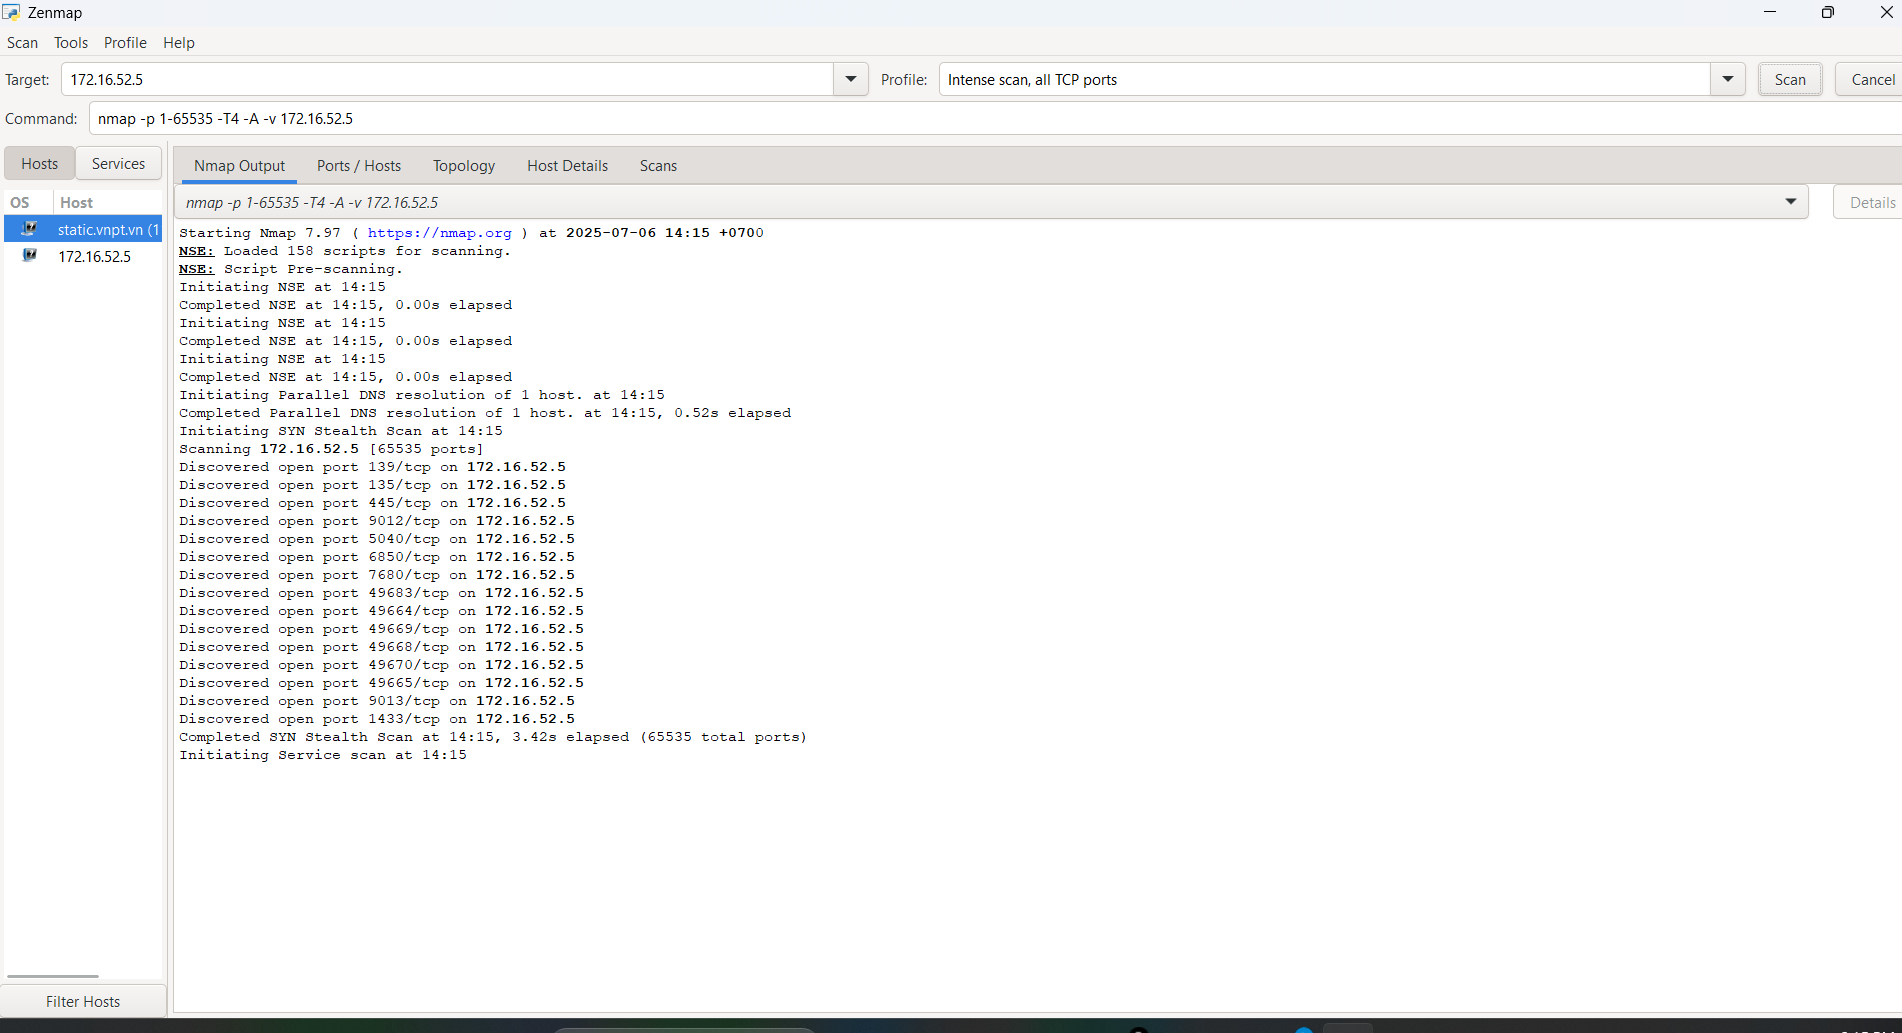 Zenmap
Scan Tools Profile Help
Target: 172.16.52.5 Profile: Intense scan, all TCP ports Scan Cancel
Command: nmap -p 1-65535 -T4 -A -v 172.16.52.5
Hosts Services Nmap Output Ports / Hosts Topology Host Details Scans
OS Host nmap -p 1-65535 -T4 -A -v 172.16.52.5 Details
static.vnpt.vn (1
172.16.52.5
Starting Nmap 7.97 ( https://nmap.org ) at 2025-07-06 14:15 +0700
NSE: Loaded 158 scripts for scanning.
NSE: Script Pre-scanning.
Initiating NSE at 14:15
Completed NSE at 14:15, 0.00s elapsed
Initiating NSE at 14:15
Completed NSE at 14:15, 0.00s elapsed
Initiating NSE at 14:15
Completed NSE at 14:15, 0.00s elapsed
Initiating Parallel DNS resolution of 1 host. at 14:15
Completed Parallel DNS resolution of 1 host. at 14:15, 0.52s elapsed
Initiating SYN Stealth Scan at 14:15
Scanning 172.16.52.5 [65535 ports]
Discovered open port 139/tcp on 172.16.52.5
Discovered open port 135/tcp on 172.16.52.5
Discovered open port 445/tcp on 172.16.52.5
Discovered open port 9012/tcp on 172.16.52.5
Discovered open port 5040/tcp on 172.16.52.5
Discovered open port 6850/tcp on 172.16.52.5
Discovered open port 7680/tcp on 172.16.52.5
Discovered open port 49683/tcp on 172.16.52.5
Discovered open port 49664/tcp on 172.16.52.5
Discovered open port 49669/tcp on 172.16.52.5
Discovered open port 49668/tcp on 172.16.52.5
Discovered open port 49670/tcp on 172.16.52.5
Discovered open port 49665/tcp on 172.16.52.5
Discovered open port 9013/tcp on 172.16.52.5
Discovered open port 1433/tcp on 172.16.52.5
Completed SYN Stealth Scan at 14:15, 3.42s elapsed (65535 total ports)
Initiating Service scan at 14:15
Filter Hosts